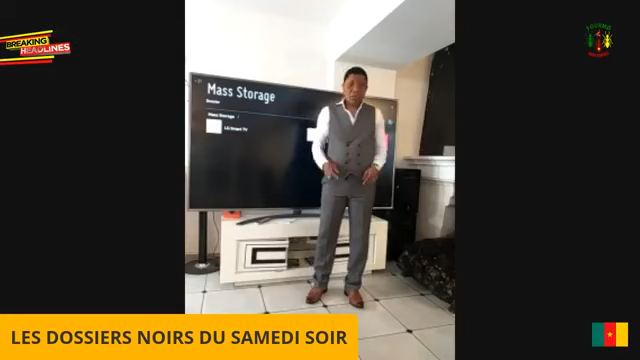 BREAKING
HEADLINES
Mass Storage
Mass Storage /
LG Smart TV
LES DOSSIERS NOIRS DU SAMEDI SOIR